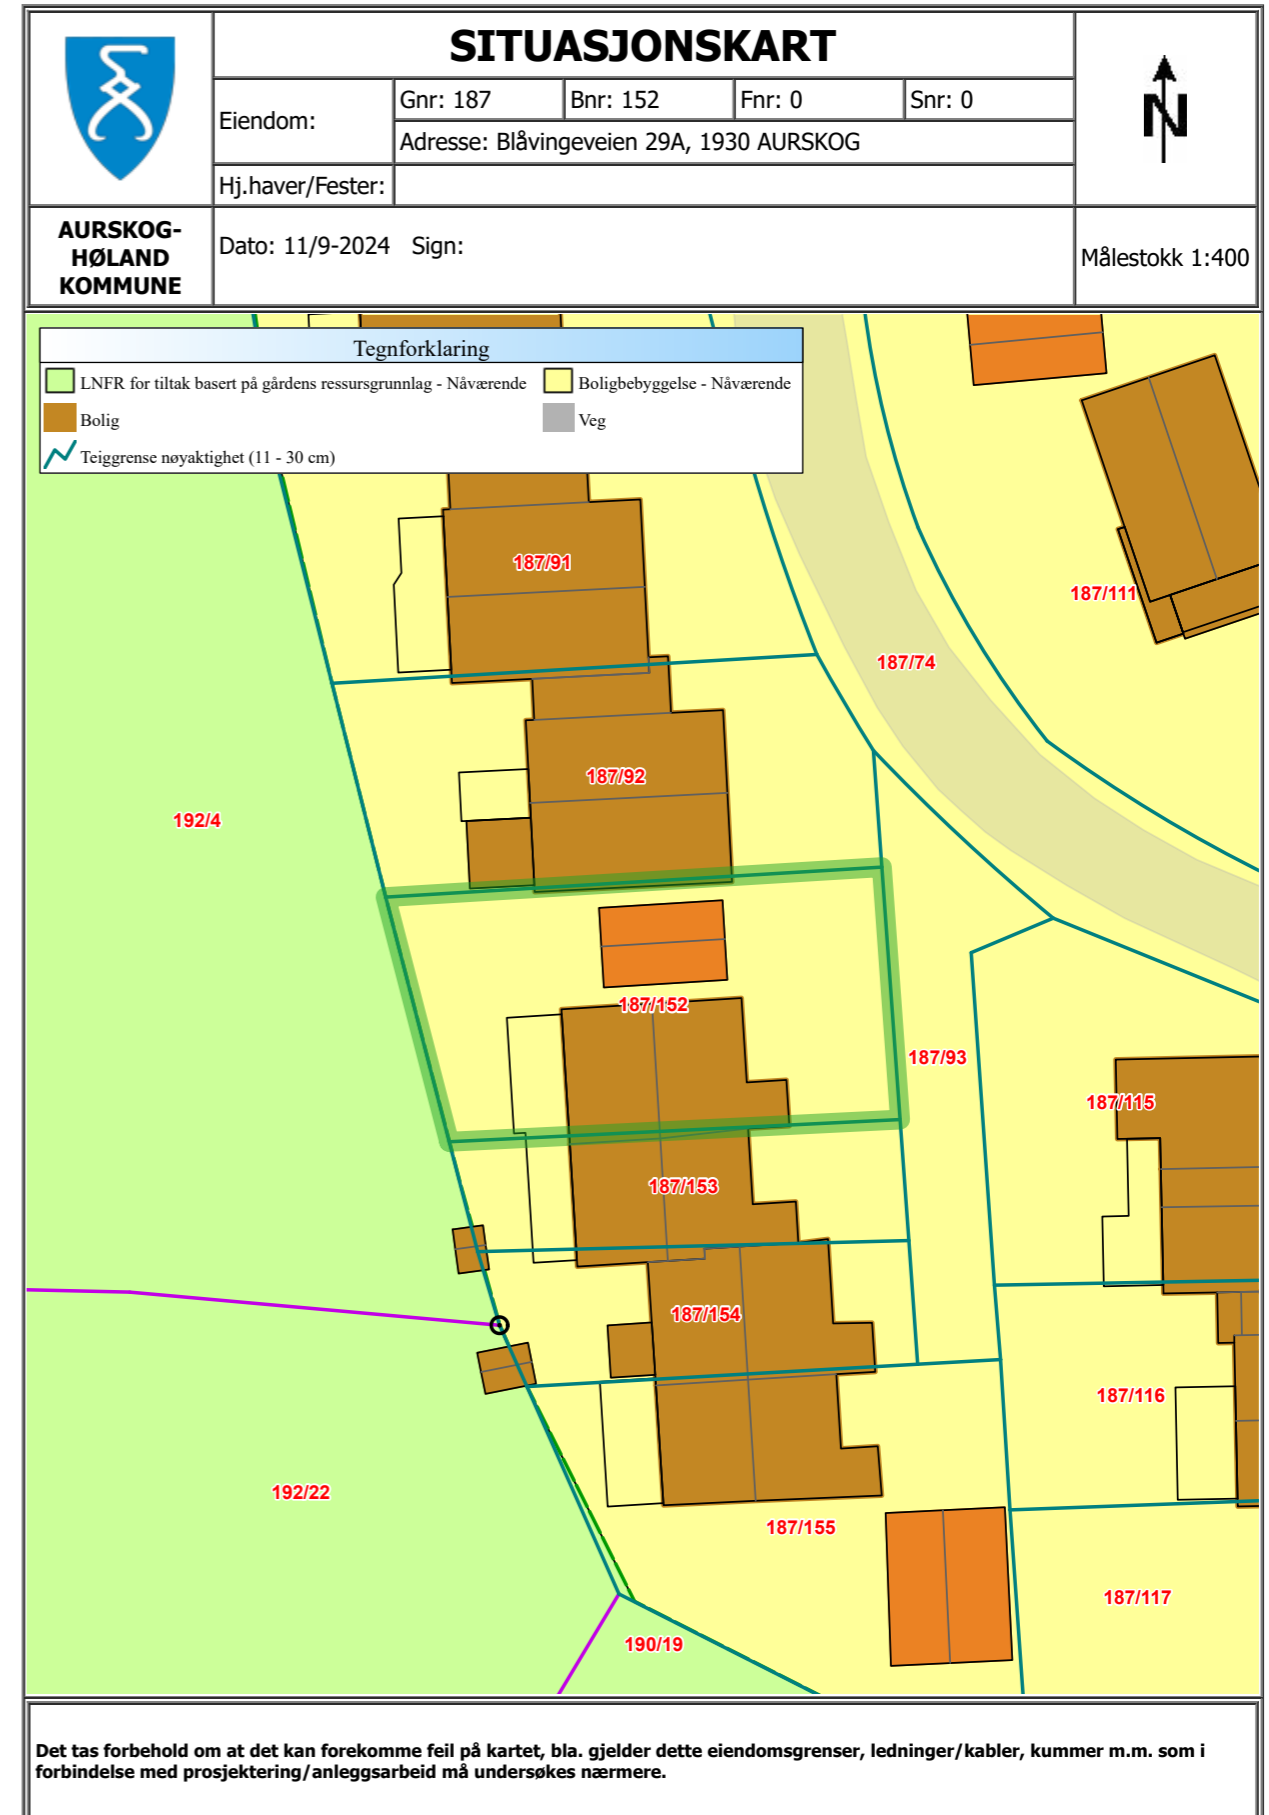 SITUASJONSKART
Eiendom:
Gnr: 187
Bnr: 152
Fnr: 0
Snr: 0
Adresse: Blåvingeveien 29A, 1930 AURSKOG
Hj.haver/Fester:
N
AURSKOG-
HØLAND
KOMMUNE
Dato: 11/9-2024 Sign:
Målestokk 1:400
Tegnforklaring
LNFR for tiltak basert på gårdens ressursgrunnlag - Nåværende
Boligbebyggelse - Nåværende
Bolig
Veg
Teiggrense nøyaktighet (11 - 30 cm)
187/91
187/111
187/74
187/92
192/4
187/152
187/93
187/115
187/153
187/154
187/116
192/22
187/155
187/117
190/19
Det tas forbehold om at det kan forekomme feil på kartet, bla. gjelder dette eiendomsgrenser, ledninger/kabler, kummer m.m. som i
forbindelse med prosjektering/anleggsarbeid må undersøkes nærmere.